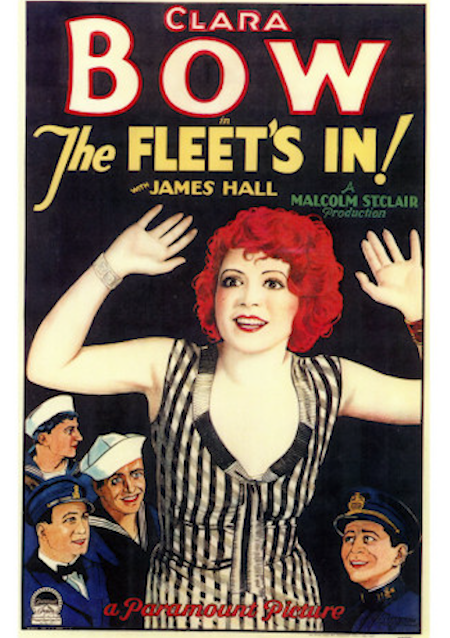 CLARA
BOW
in
The FLEET'S IN!
WITH JAMES HALL
A
MALCOLM ST.CLAIR
Production
a Paramount Picture